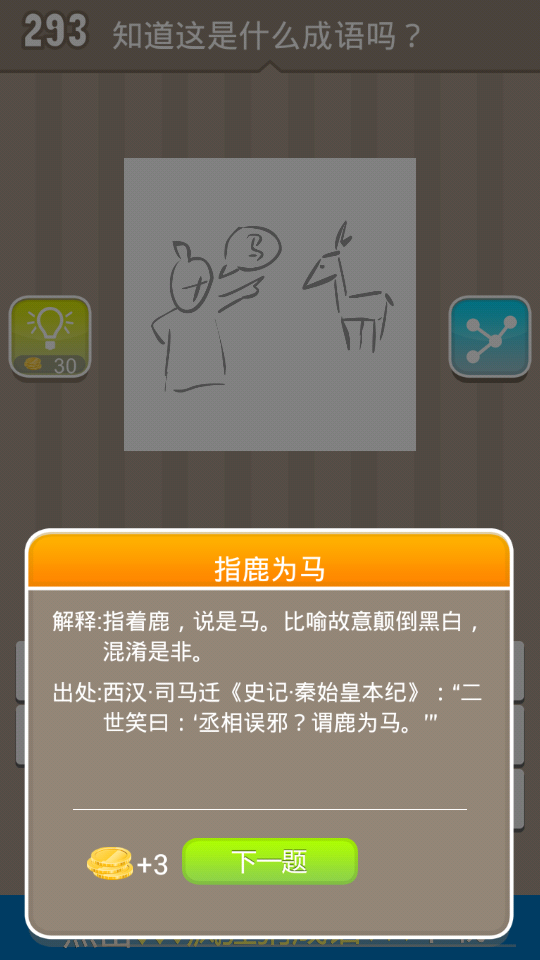 293 知道这是什么成语吗？
马
30
指鹿为马
解释:指着鹿，说是马。比喻故意颠倒黑白，
混淆是非。
出处:西汉·司马迁《史记·秦始皇本纪》：“二
世笑曰：‘丞相误邪？谓鹿为马。’”
+3 下一题